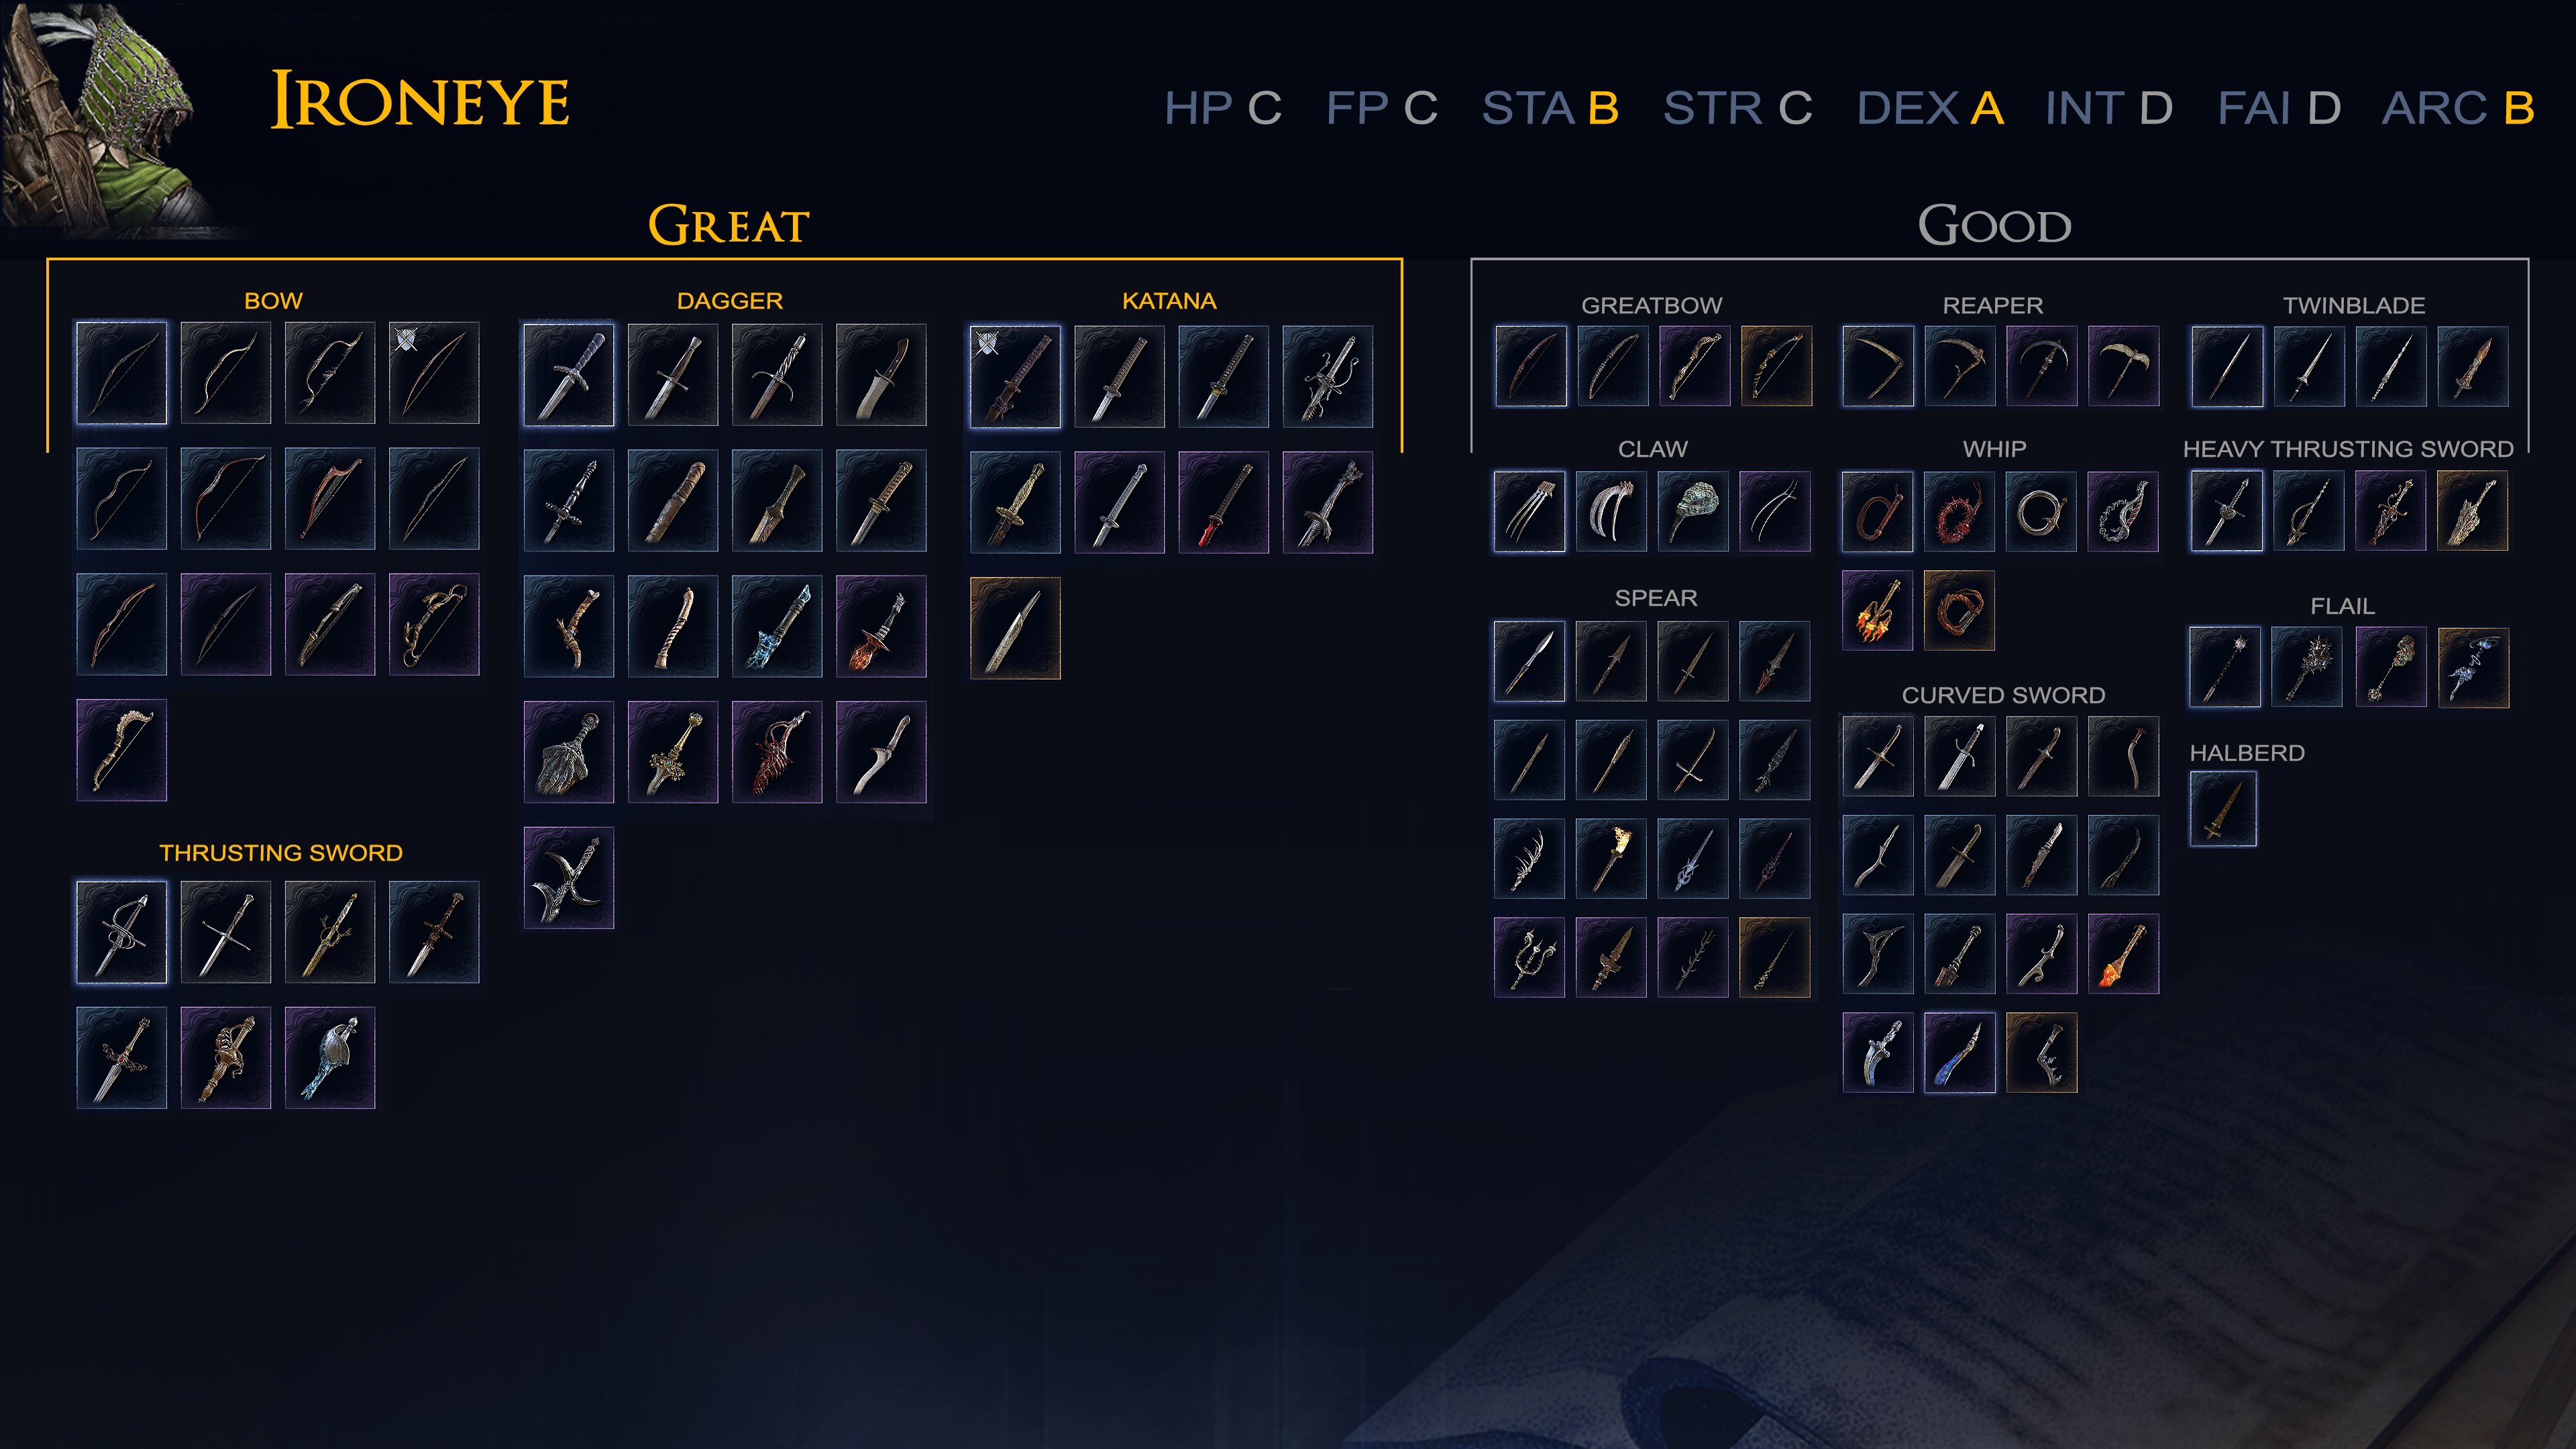 IRONEYE
HP C FP C STA B STR C DEX A INT D FAI D ARC B
GREAT
BOW
DAGGER
KATANA
THRUSTING SWORD
GOOD
GREATBOW
REAPER
TWINBLADE
CLAW
WHIP
HEAVY THRUSTING SWORD
SPEAR
FLAIL
CURVED SWORD
HALBERD